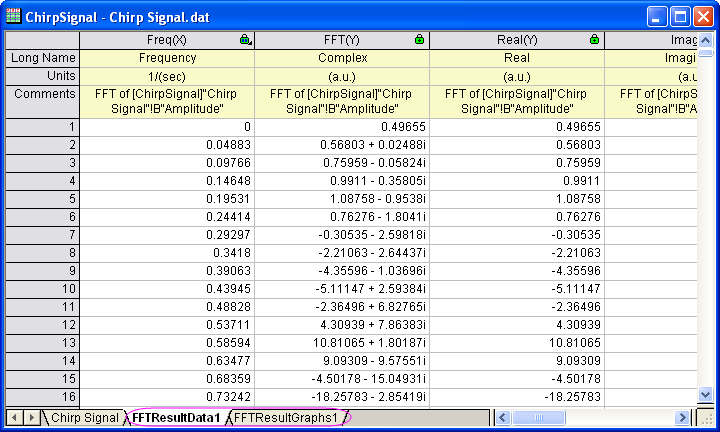 ChirpSignal - Chirp Signal.dat
Freq(X) FFT(Y) Real(Y) Imag
Long Name Frequency Complex Real Imagi
Units 1/(sec) (a.u.) (a.u.) (a.u
Comments FFT of [ChirpSignal]"Chirp FFT of [ChirpSignal]"Chirp FFT of [ChirpSignal]"Chirp FFT of [Chirp
Signal"!B"Amplitude" Signal"!B"Amplitude" Signal"!B"Amplitude" Signal"!B"A
1 0 0.49655 0.49655
2 0.04883 0.56803 + 0.02488i 0.56803
3 0.09766 0.75959 - 0.05824i 0.75959
4 0.14648 0.9911 - 0.35805i 0.9911
5 0.19531 1.08758 - 0.9538i 1.08758
6 0.24414 0.76276 - 1.8041i 0.76276
7 0.29297 -0.30535 - 2.59818i -0.30535
8 0.3418 -2.21063 - 2.64437i -2.21063
9 0.39063 -4.35596 - 1.03696i -4.35596
10 0.43945 -5.11147 + 2.59384i -5.11147
11 0.48828 -2.36496 + 6.82765i -2.36496
12 0.53711 4.30939 + 7.86383i 4.30939
13 0.58594 10.81065 + 1.80187i 10.81065
14 0.63477 9.09309 - 9.57551i 9.09309
15 0.68359 -4.50178 - 15.04931i -4.50178
16 0.73242 -18.25783 - 2.85419i -18.25783
Chirp Signal FFTResultData1 FFTResultGraphs1